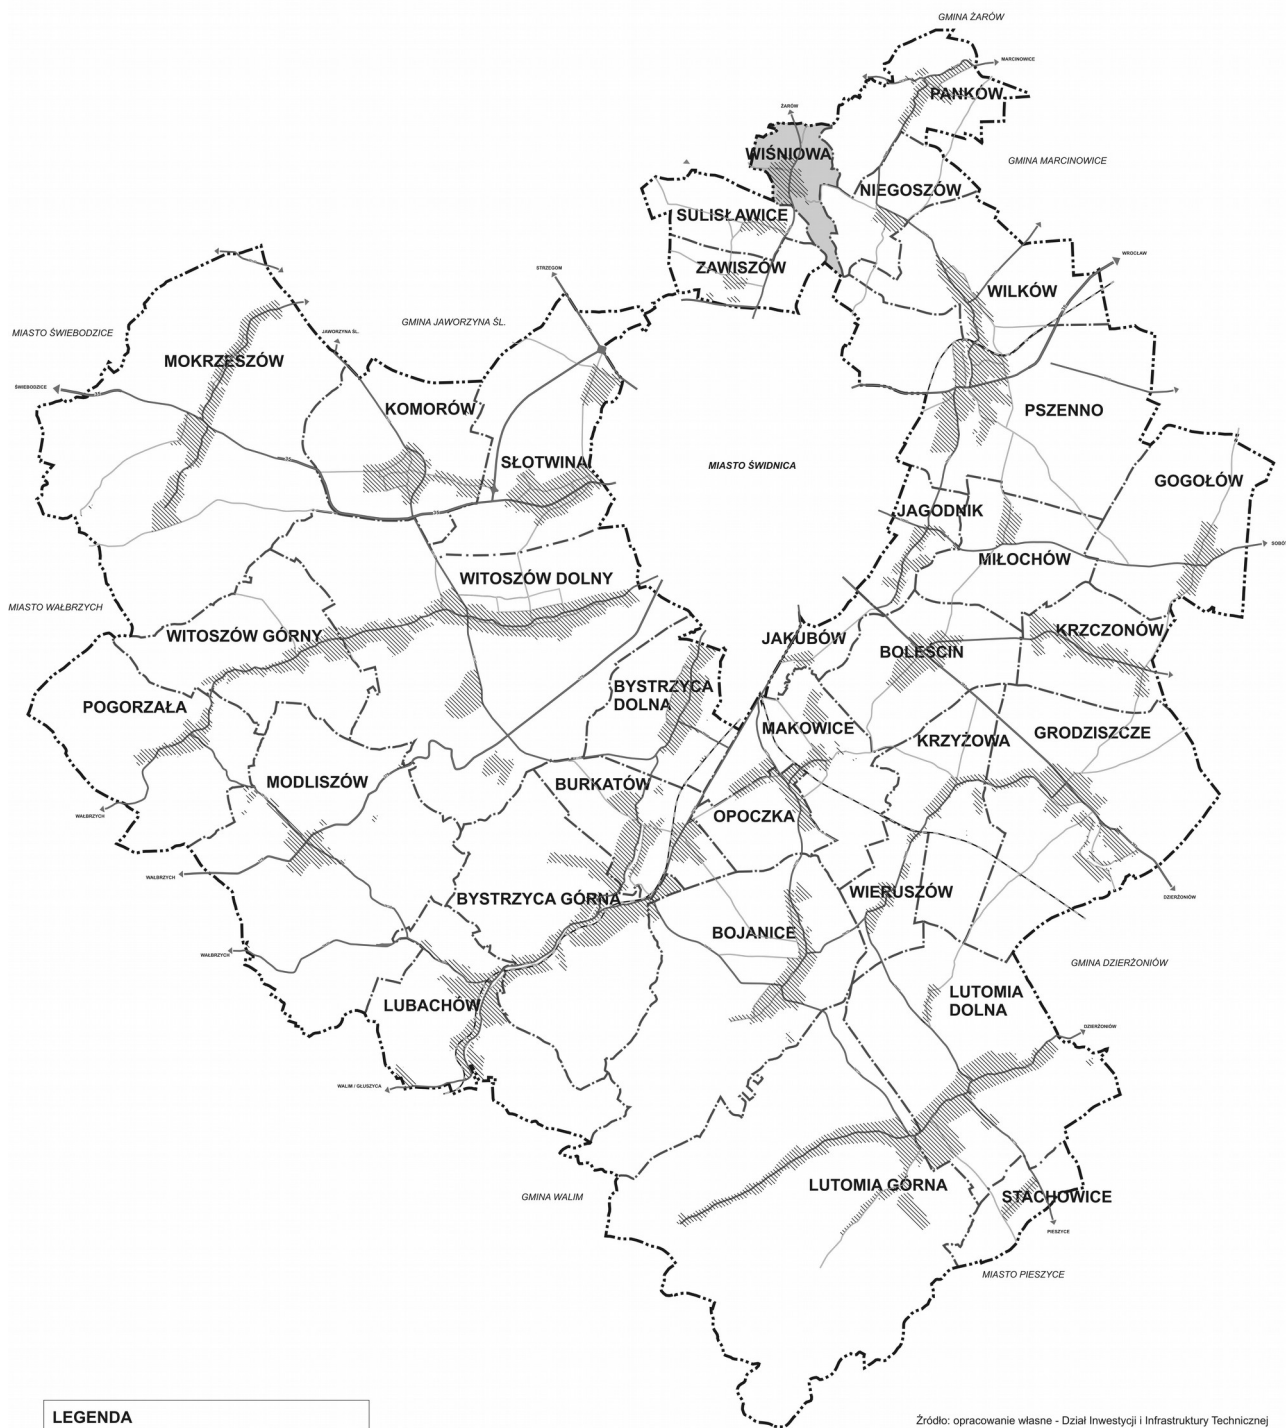 GMINA ŻARÓW
MARCINOWICE
PANKÓW
ŻARÓW
WIŚNIOWA
GMINA MARCINOWICE
NIEGOSZÓW
SULISŁAWICE
ZAWISZÓW
WROCŁAW
STRZEGOM
WILKÓW
GMINA JAWORZYNA ŚL.
MIASTO ŚWIEBODZICE
JAWORZYNA ŚL.
MOKRZESZÓW
ŚWIEBODZICE
KOMORÓW
PSZENNO
SŁOTWINA
MIASTO ŚWIDNICA
GOGOŁÓW
JAGODNIK
35
SOBÓT
MIŁOCHÓW
WITOSZÓW DOLNY
MIASTO WAŁBRZYCH
WITOSZÓW GÓRNY
JAKUBÓW
KRZCZONÓW
BOLEŚCIN
BYSTRZYCA
DOLNA
POGORZAŁA
MAKOWICE
KRZYŻOWA
GRODZISZCZE
MODLISZÓW
BURKATÓW
WAŁBRZYCH
OPOCZKA
WAŁBRZYCH
BYSTRZYCA GÓRNA
WIERUSZÓW
DZIERŻONIÓW
BOJANICE
WAŁBRZYCH
GMINA DZIERŻONIÓW
LUBACHÓW
LUTOMIA
DOLNA
DZIERŻONIÓW
WALIM / GŁUSZYCA
LUTOMIA GÓRNA
GMINA WALIM
STACHOWICE
PIESZYCE
MIASTO PIESZYCE
LEGENDA
Źródło: opracowanie własne - Dział Inwestycji i Infrastruktury Technicznej